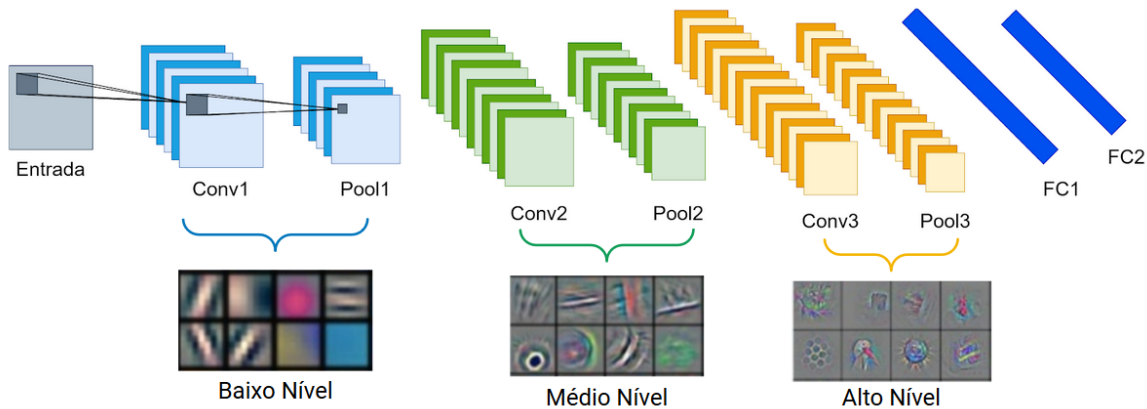 Entrada
Conv1
Pool1
Conv2
Pool2
Conv3
Pool3
FC1
FC2
Baixo Nível
Médio Nível
Alto Nível